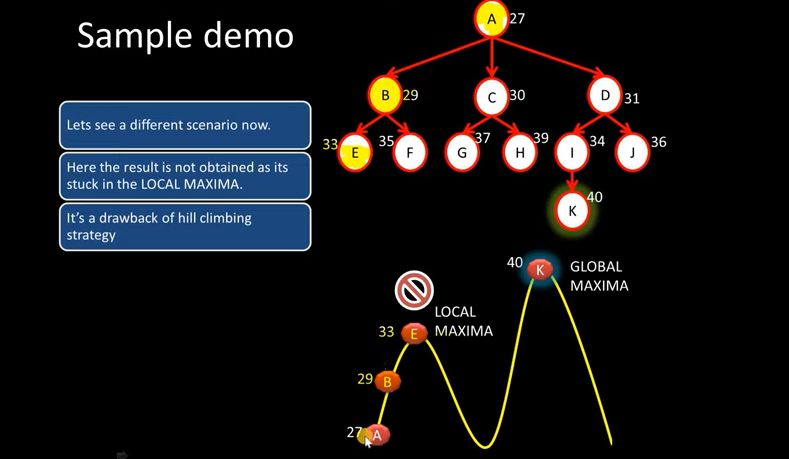 Sample demo
A 27
B 29
C 30
D 31
33 E
35 F
G 37
H 39
I 34
J 36
K 40
Lets see a different scenario now.
Here the result is not obtained as its
stuck in the LOCAL MAXIMA.
It's a drawback of hill climbing
strategy
40 K
GLOBAL
MAXIMA
LOCAL
MAXIMA
33 E
29 B
27 A